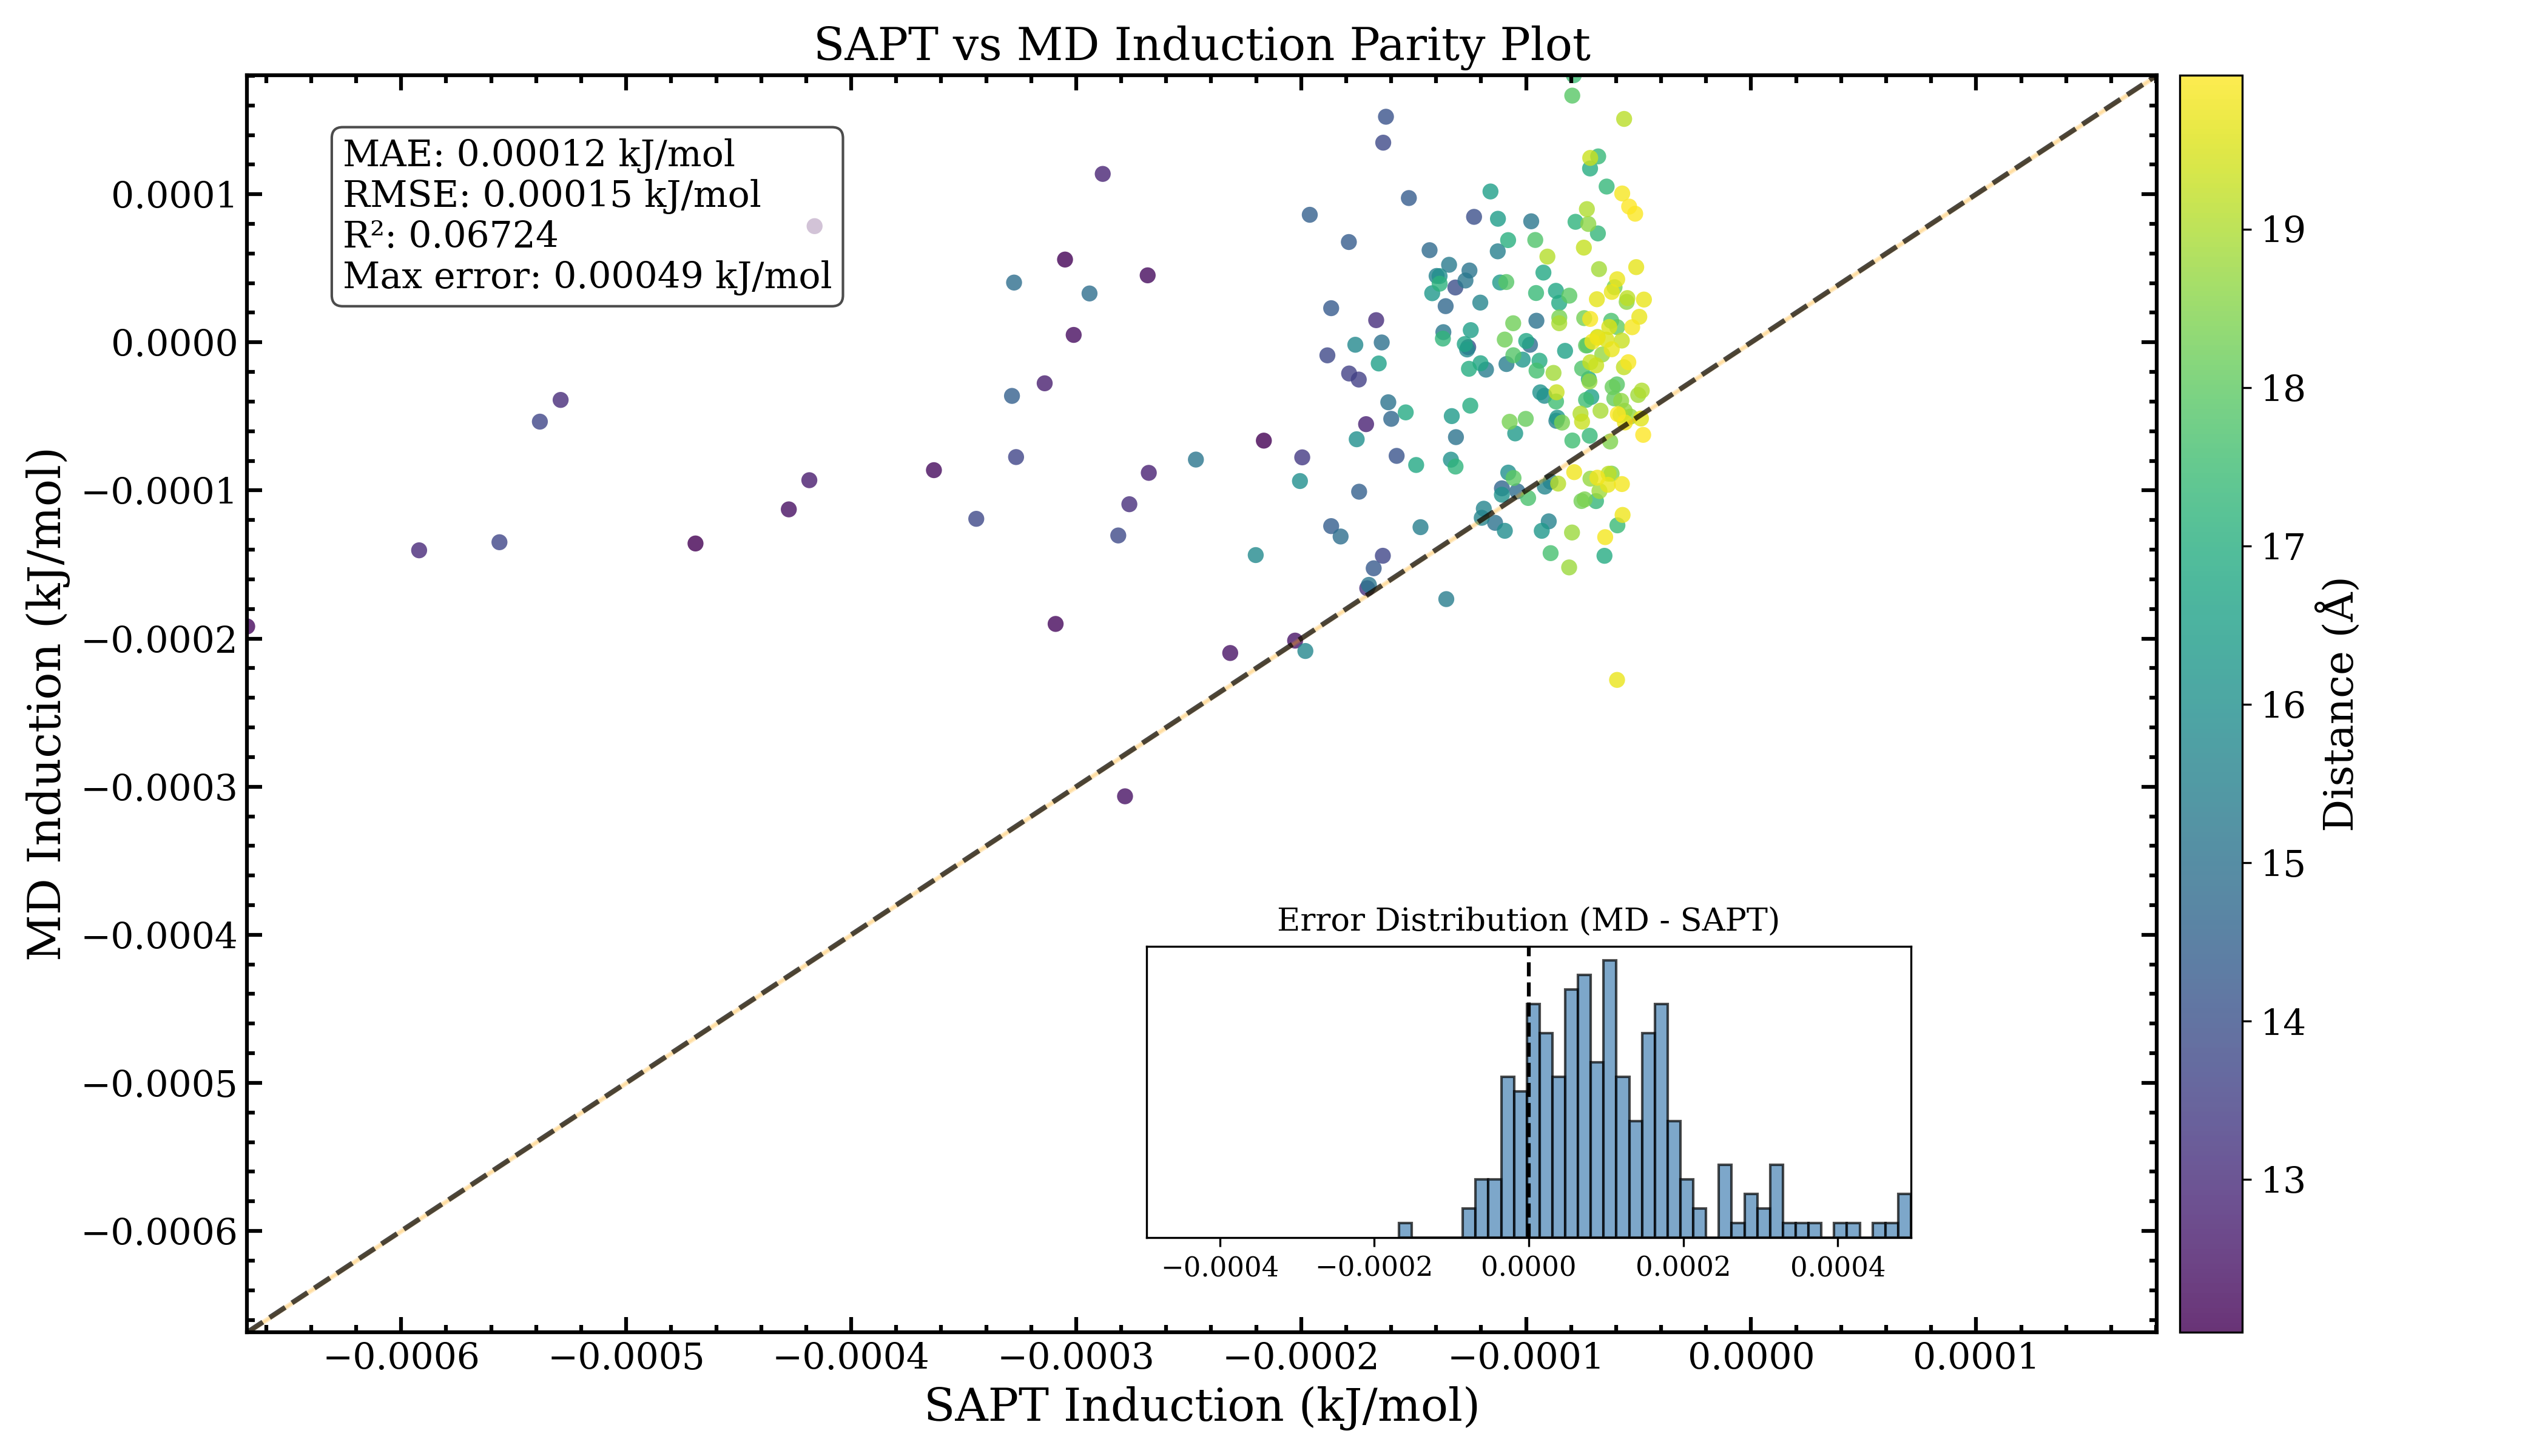 SAPT vs MD Induction Parity Plot
MAE: 0.00012 kJ/mol
RMSE: 0.00015 kJ/mol
R²: 0.06724
Max error: 0.00049 kJ/mol
MD Induction (kJ/mol)
0.0001
0.0000
−0.0001
−0.0002
−0.0003
−0.0004
−0.0005
−0.0006
Error Distribution (MD - SAPT)
−0.0004 −0.0002 0.0000 0.0002 0.0004
−0.0006 −0.0005 −0.0004 −0.0003 −0.0002 −0.0001 0.0000 0.0001
SAPT Induction (kJ/mol)
19
18
17
16
15
14
13
Distance (Å)